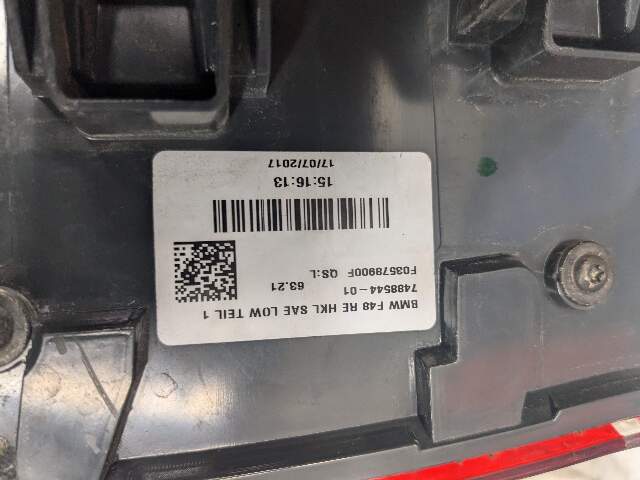 BMW F48 RE HKL SAE LOW TEIL 1
7488544-01 63.21
F03578900F QS:L
15:16:13
17/07/2017